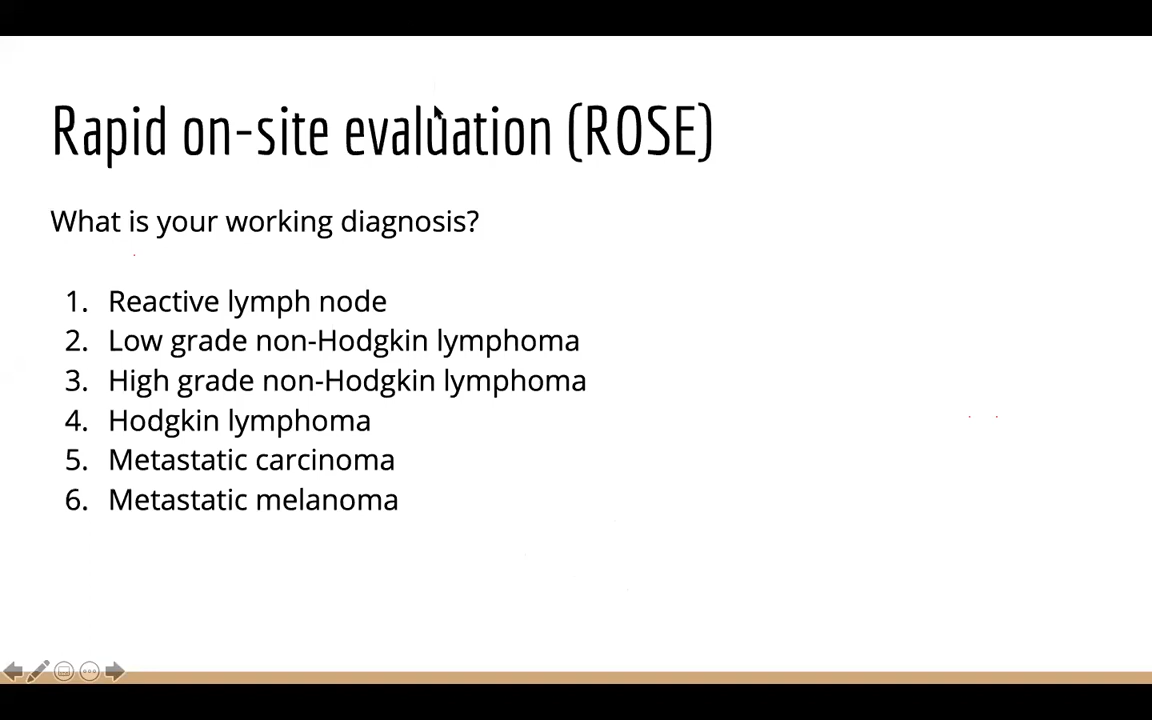 Rapid on-site evaluation (ROSE)
What is your working diagnosis?
1. Reactive lymph node
2. Low grade non-Hodgkin lymphoma
3. High grade non-Hodgkin lymphoma
4. Hodgkin lymphoma
5. Metastatic carcinoma
6. Metastatic melanoma